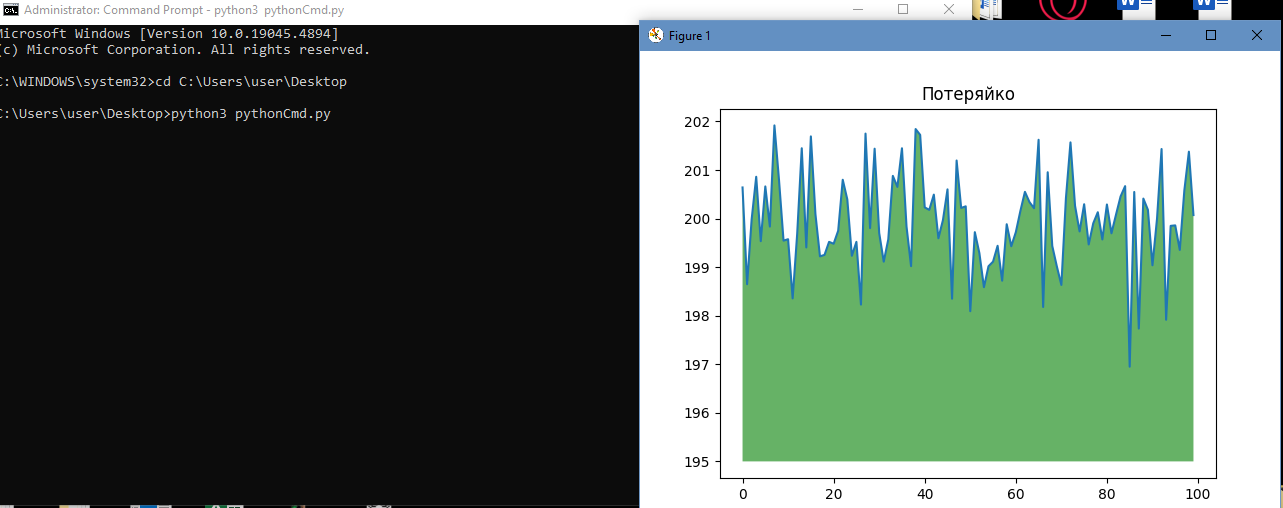 Administrator: Command Prompt - python3 pythonCmd.py
Microsoft Windows [Version 10.0.19045.4894]
(c) Microsoft Corporation. All rights reserved.
C:\WINDOWS\system32>cd C:\Users\user\Desktop
C:\Users\user\Desktop>python3 pythonCmd.py
Figure 1
Потеряйко
202
201
200
199
198
197
196
195
0 20 40 60 80 100